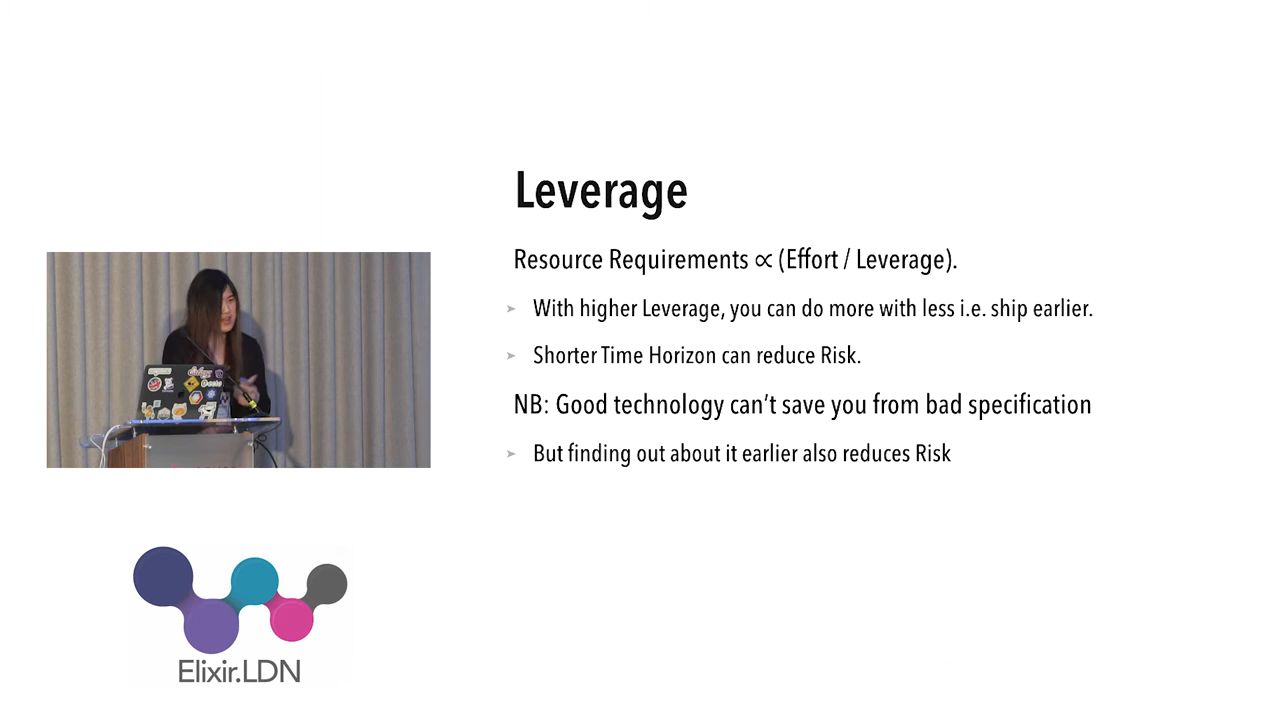 Leverage
Resource Requirements ∝ (Effort / Leverage).
➤ With higher Leverage, you can do more with less i.e. ship earlier.
➤ Shorter Time Horizon can reduce Risk.
NB: Good technology can’t save you from bad specification
➤ But finding out about it earlier also reduces Risk
Elixir.LDN